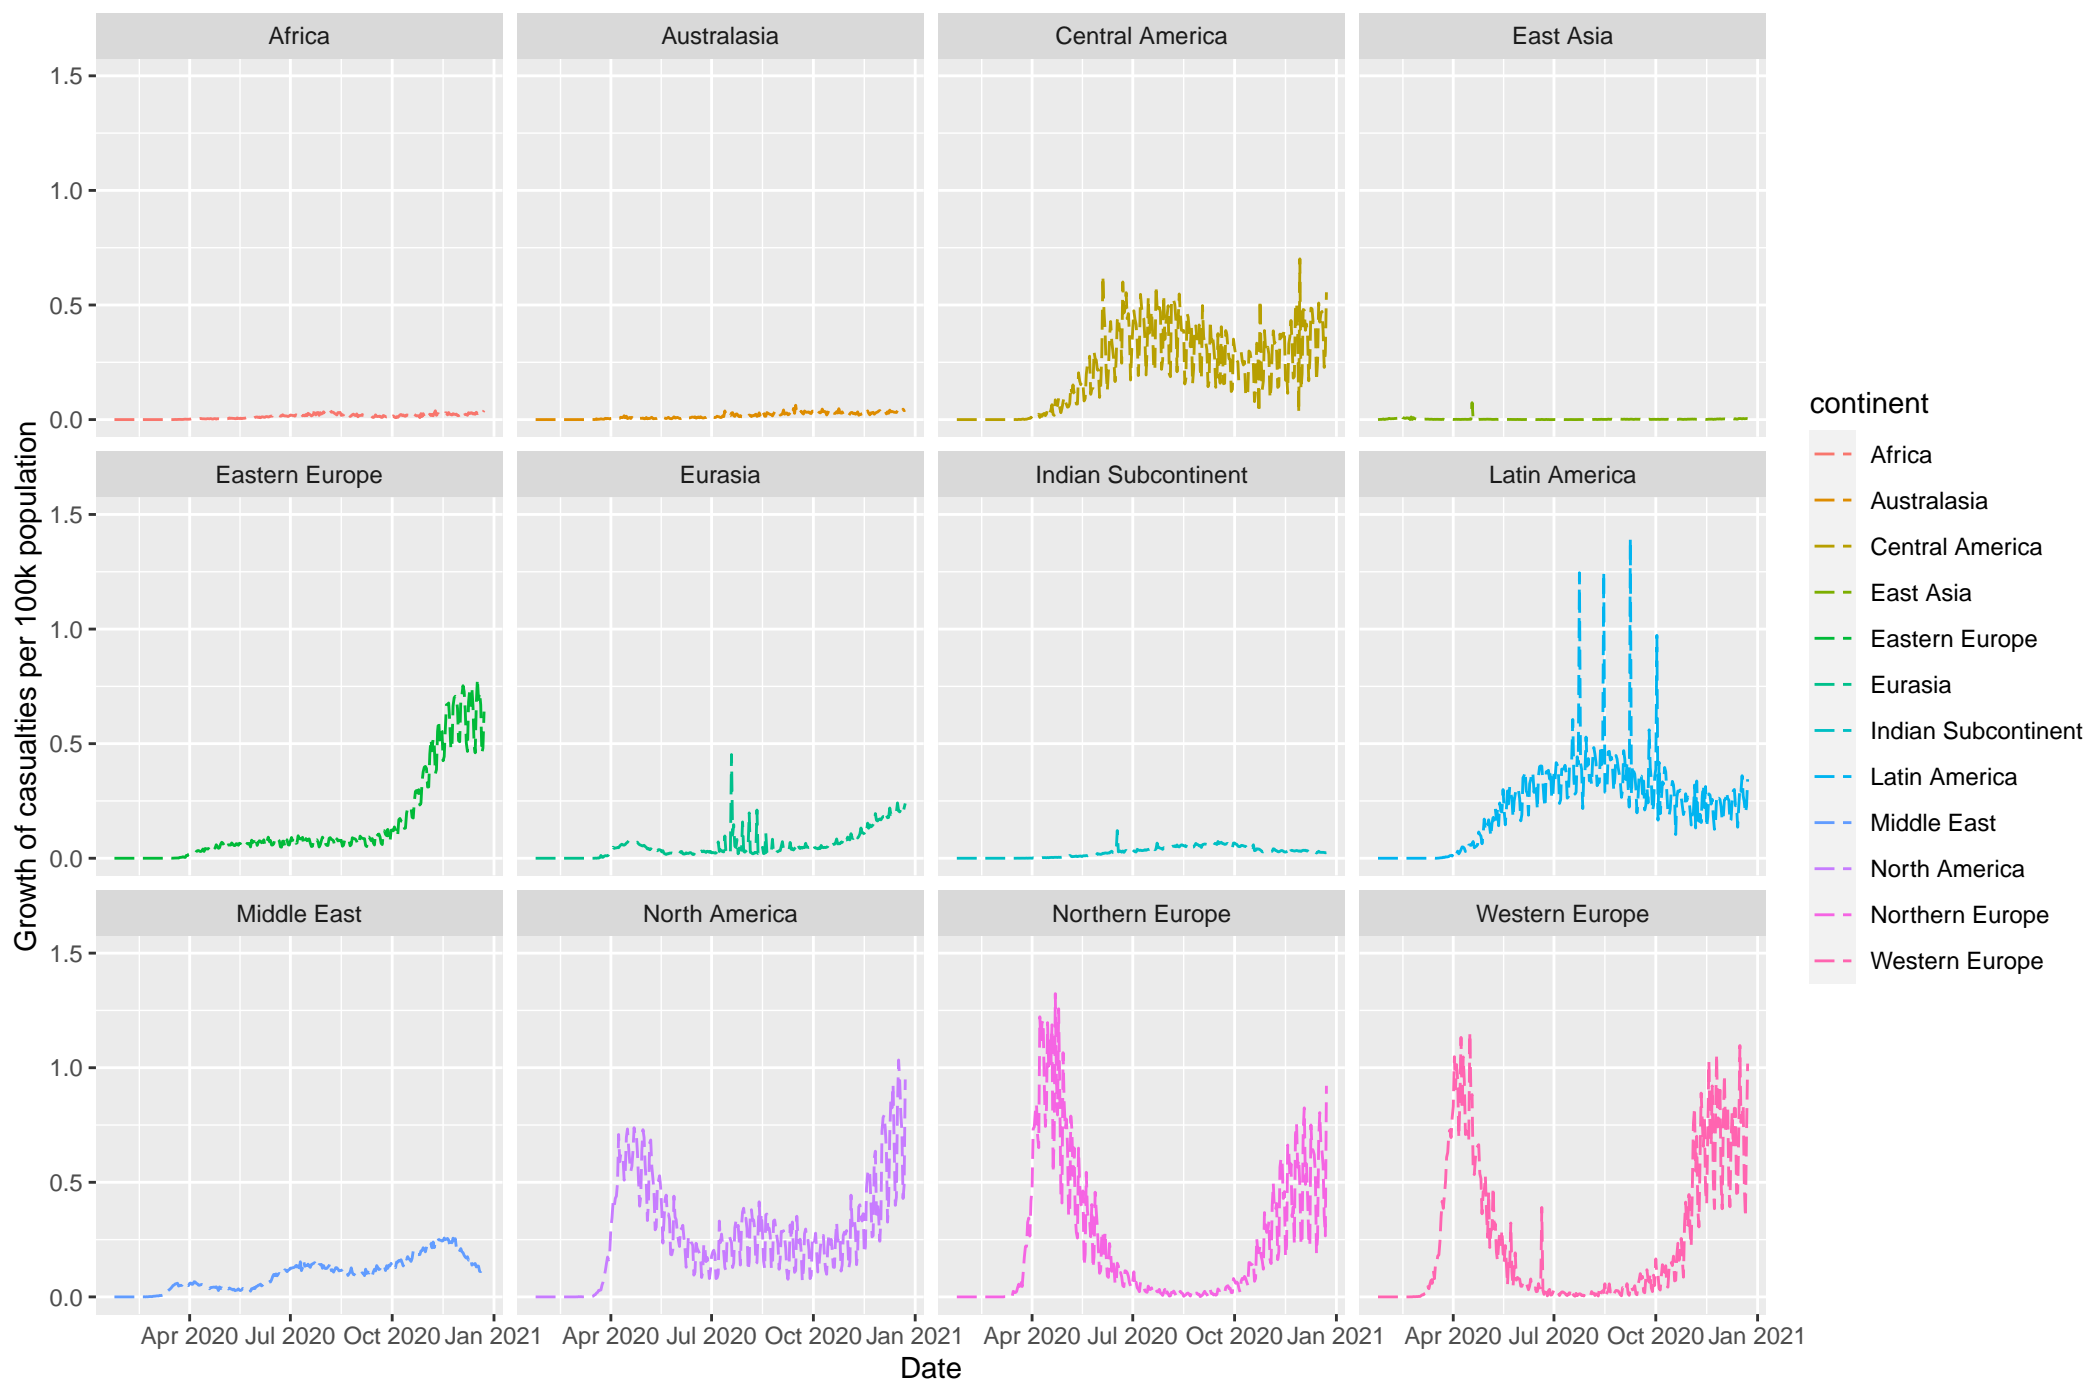 Africa
Australasia
Central America
East Asia
1.5
1.0
0.5
0.0
Eastern Europe
Eurasia
Indian Subcontinent
Latin America
1.5
1.0
0.5
0.0
Middle East
North America
Northern Europe
Western Europe
1.5
1.0
0.5
0.0
Apr 2020 Jul 2020 Oct 2020 Jan 2021
Apr 2020 Jul 2020 Oct 2020 Jan 2021
Apr 2020 Jul 2020 Oct 2020 Jan 2021
Apr 2020 Jul 2020 Oct 2020 Jan 2021
Date
Growth of casualties per 100k population
continent
Africa
Australasia
Central America
East Asia
Eastern Europe
Eurasia
Indian Subcontinent
Latin America
Middle East
North America
Northern Europe
Western Europe